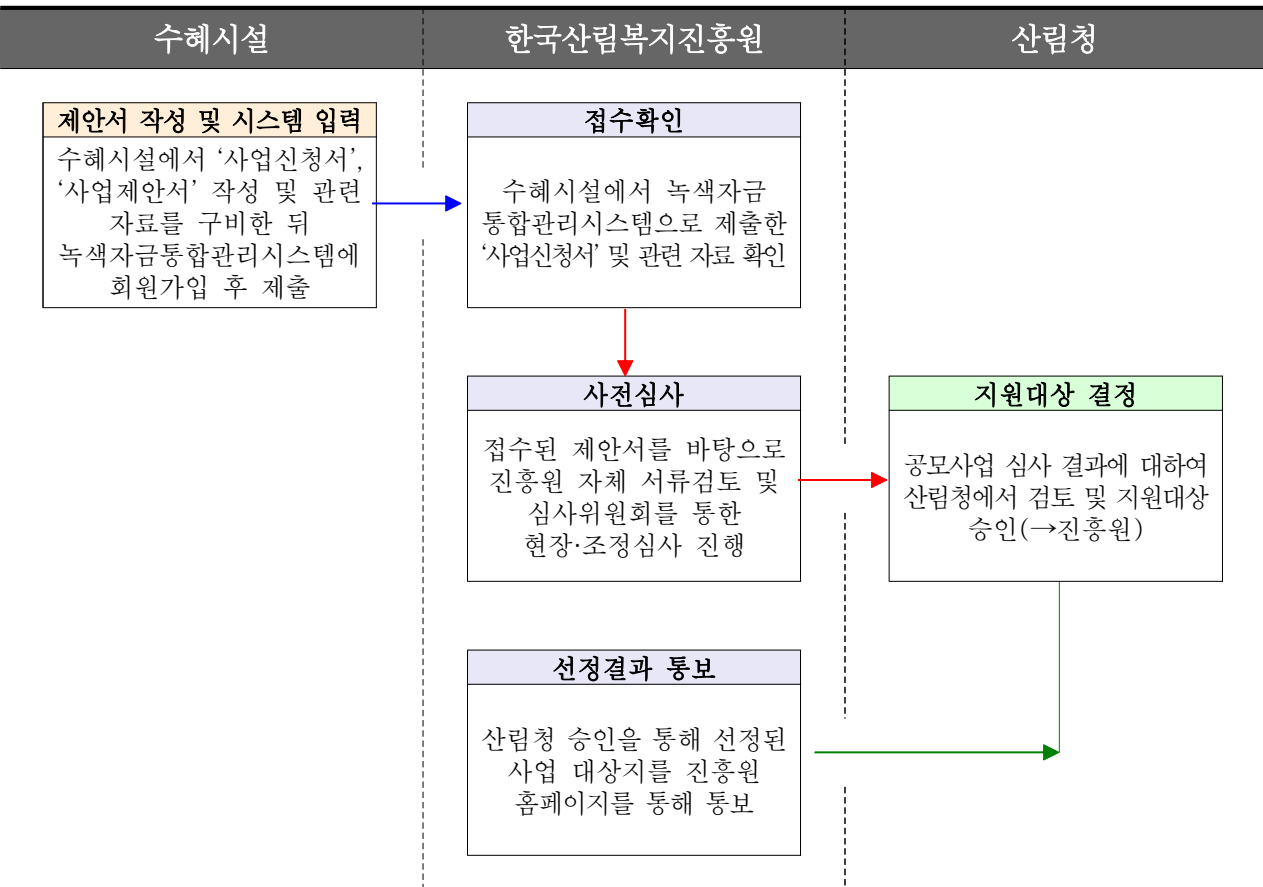 수혜시설
한국산림복지진흥원
산림청
제안서 작성 및 시스템 입력
수혜시설에서 ‘사업신청서’,
‘사업제안서’ 작성 및 관련
자료를 구비한 뒤
녹색자금통합관리시스템에
회원가입 후 제출
접수확인
수혜시설에서 녹색자금
통합관리시스템으로 제출한
‘사업신청서’ 및 관련 자료 확인
사전심사
접수된 제안서를 바탕으로
진흥원 자체 서류검토 및
심사위원회를 통한
현장·조정심사 진행
지원대상 결정
공모사업 심사 결과에 대하여
산림청에서 검토 및 지원대상
승인(→진흥원)
선정결과 통보
산림청 승인을 통해 선정된
사업 대상지를 진흥원
홈페이지를 통해 통보